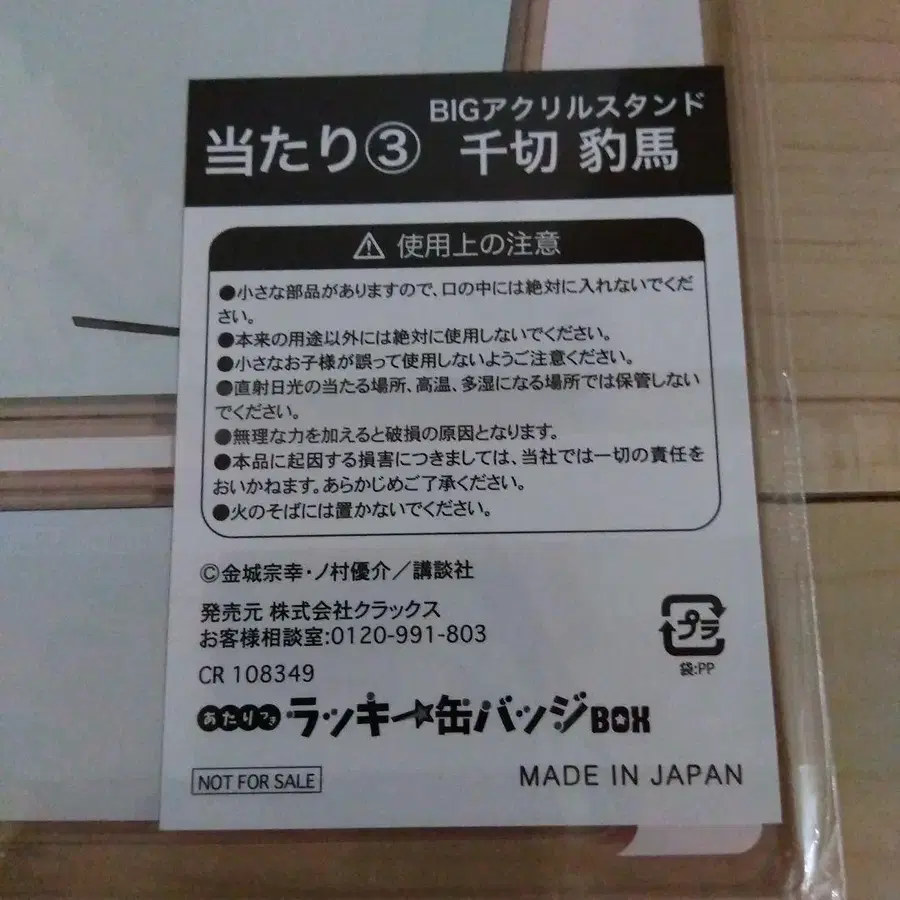 BIGアクリルスタンド
当たり③ 千切 豹馬
⚠ 使用上の注意
●小さな部品がありますので、口の中には絶対に入れないでくだ
さい。
●本来の用途以外には絶対に使用しないでください。
●小さなお子様が誤って使用しないようご注意ください。
●直射日光の当たる場所、高温、多湿になる場所では保管しない
でください。
●無理な力を加えると破損の原因となります。
●本品に起因する損害につきましては、当社では一切の責任を
おいかねます。あらかじめご了承ください。
●火のそばには置かないでください。
©金城宗幸・ノ村優介／講談社
発売元 株式会社クラックス
お客様相談室:0120-991-803
プラ
袋:PP
CR 108349
あたりつき ラッキー☆缶バッジBOX
NOT FOR SALE
MADE IN JAPAN